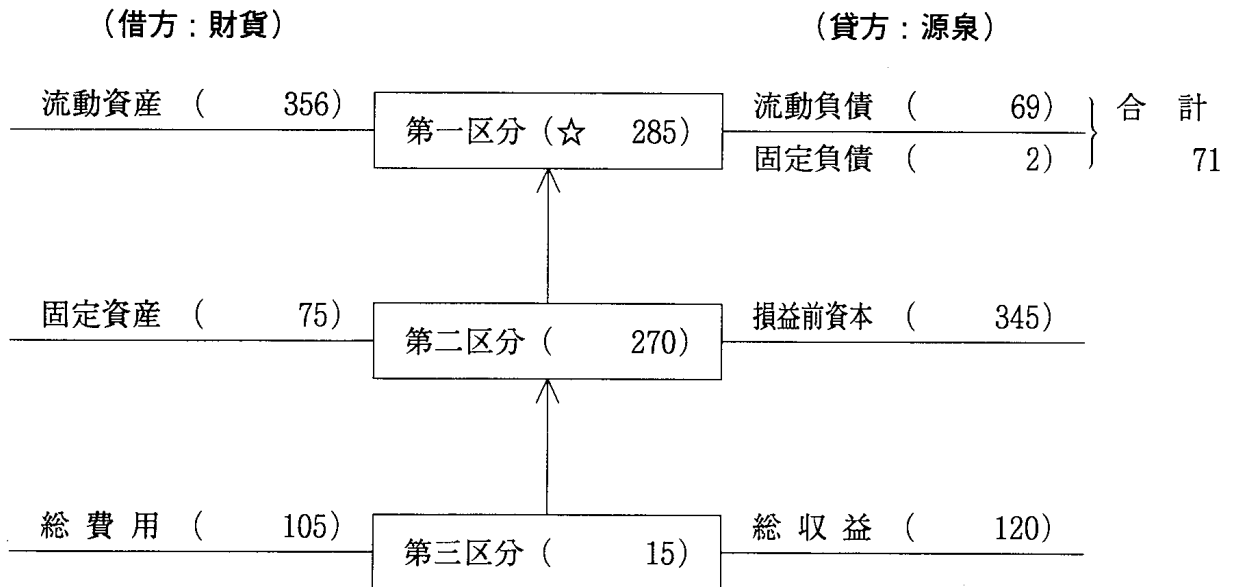 (借方：財貨) (貸方：源泉)
流動資産 ( 356) 第一区分 (☆ 285) 流動負債 ( 69) 合 計
固定負債 ( 2) 71
固定資産 ( 75) 第二区分 ( 270) 損益前資本 ( 345)
総 費 用 ( 105) 第三区分 ( 15) 総 収 益 ( 120)